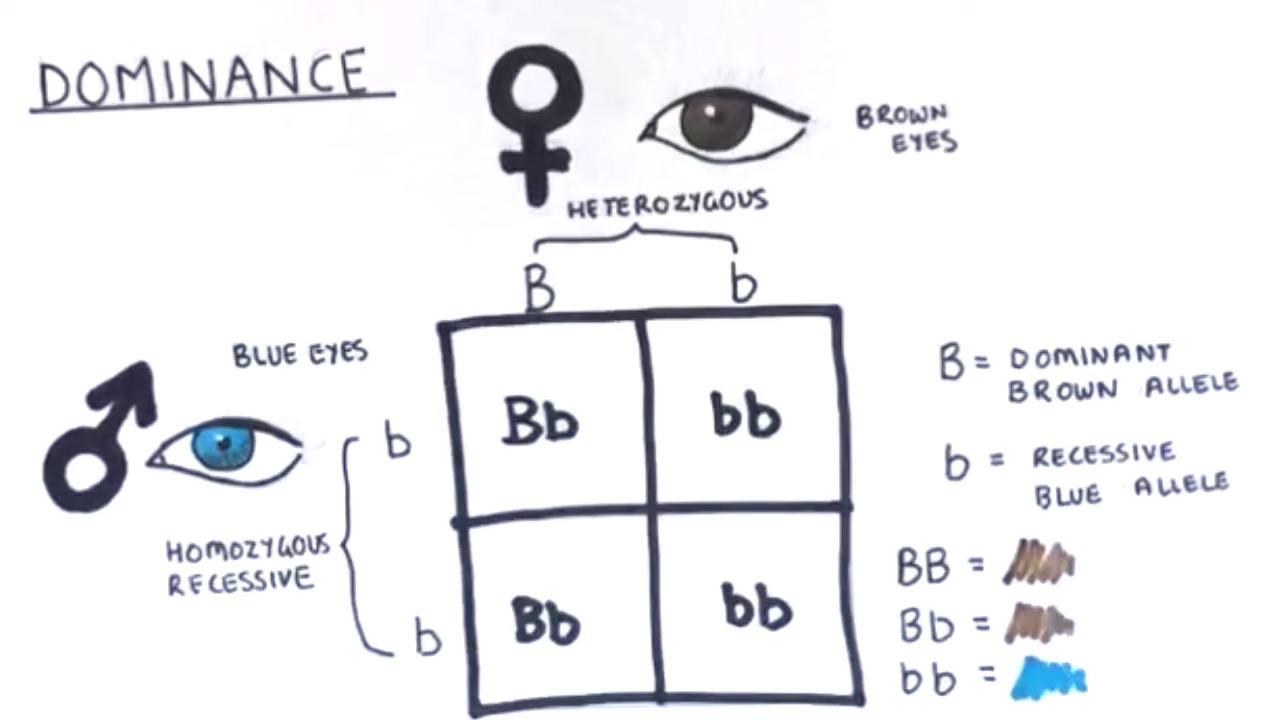 DOMINANCE
BROWN
EYES
HETEROZYGOUS
B b
BLUE EYES
b
HOMOZYGOUS
RECESSIVE
b
Bb bb
Bb bb
B = DOMINANT
BROWN ALLELE
b = RECESSIVE
BLUE ALLELE
BB =
Bb =
bb =